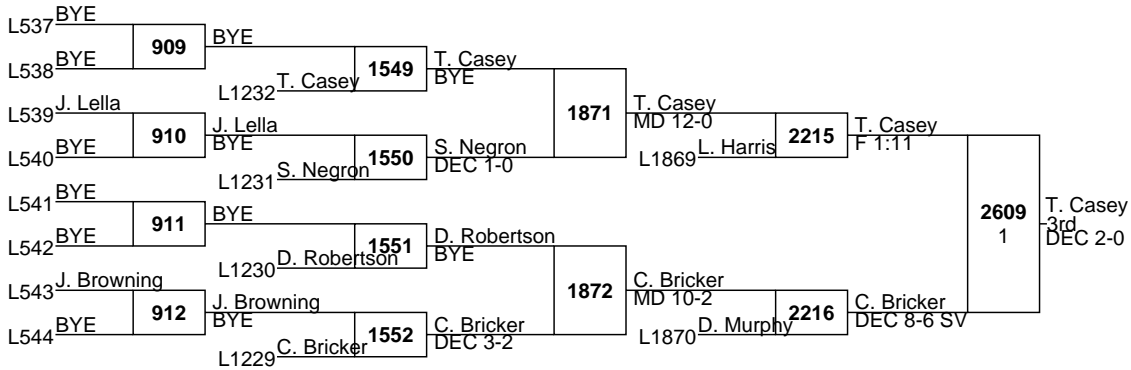 L537 BYE
909
BYE
L538 BYE
1549
T. Casey
BYE
L1232 T. Casey
L539 J. Lella
910
J. Lella
BYE
L540 BYE
1550
S. Negron
DEC 1-0
L1231 S. Negron
1871
T. Casey
MD 12-0
L1869 L. Harris
2215
T. Casey
F 1:11
L541 BYE
911
BYE
L542 BYE
1551
D. Robertson
BYE
L1230 D. Robertson
L543 J. Browning
912
J. Browning
BYE
L544 BYE
1552
C. Bricker
DEC 3-2
L1229 C. Bricker
1872
C. Bricker
MD 10-2
L1870 D. Murphy
2216
C. Bricker
DEC 8-6 SV
2609
1
T. Casey
3rd
DEC 2-0